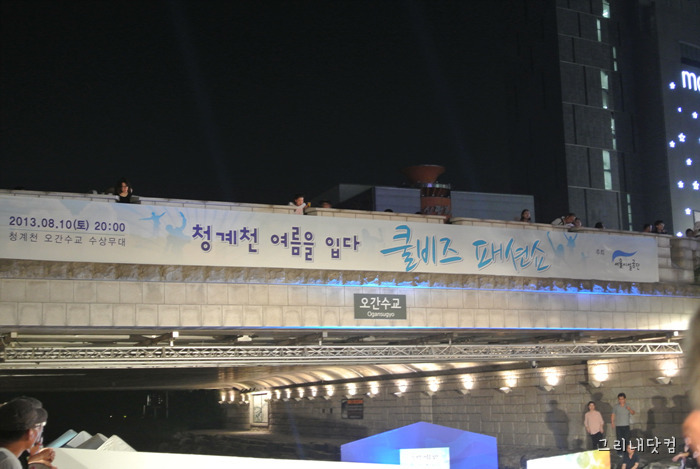 2013.08.10(토) 20:00
청계천 오간수교 수상무대
청계천 여름을 입다 쿨비즈 패션쇼
주최
오간수교
Ogansugyo
그리내닷컴